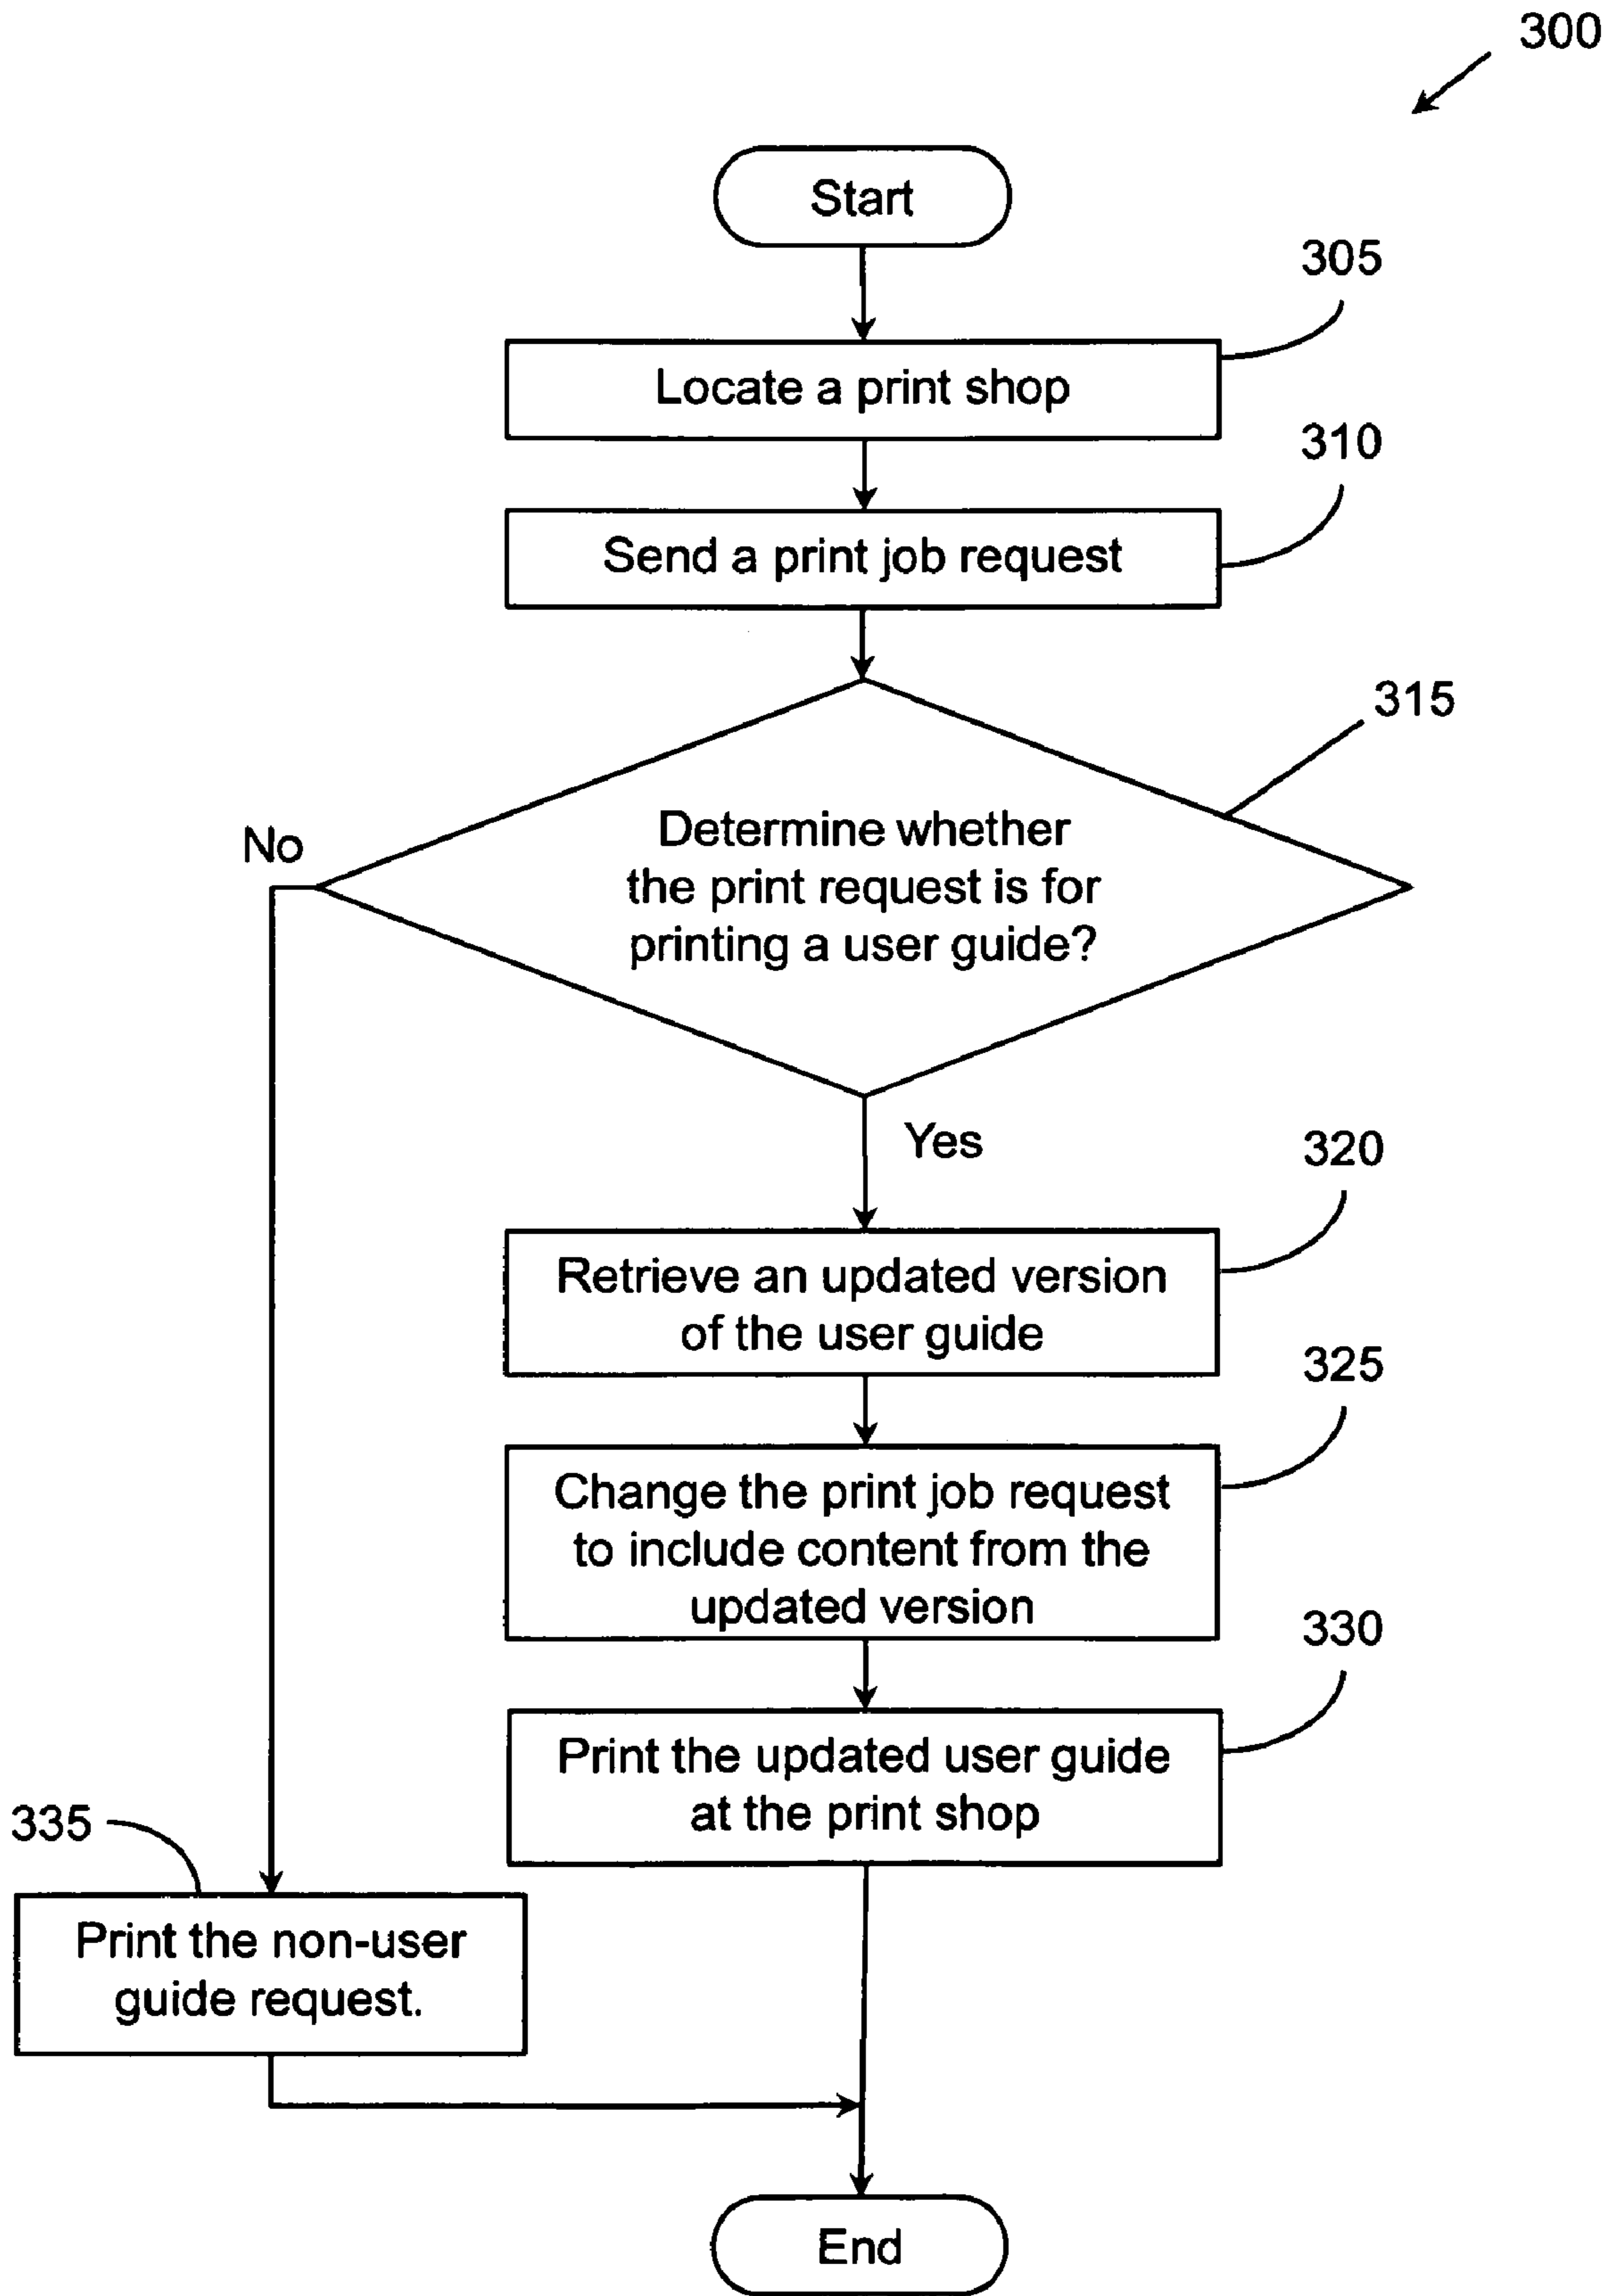 300
Start
305
Locate a print shop
310
Send a print job request
315
Determine whether
the print request is for
printing a user guide?
No
Yes
320
Retrieve an updated version
of the user guide
325
Change the print job request
to include content from the
updated version
330
Print the updated user guide
at the print shop
335
Print the non-user
guide request.
End